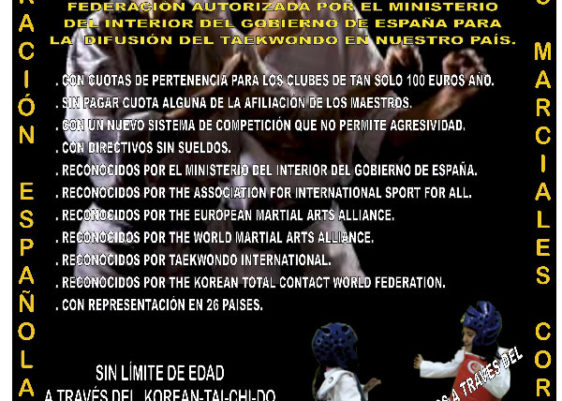 FEDERACIÓN AUTORIZADA POR EL MINISTERIO
DEL INTERIOR DEL GOBIERNO DE ESPAÑA PARA
LA DIFUSIÓN DEL TAEKWONDO EN NUESTRO PAÍS.
. CON CUOTAS DE PERTENENCIA PARA LOS CLUBES DE TAN SOLO 100 EUROS AÑO.
. SIN PAGAR CUOTA ALGUNA DE LA AFILIACIÓN DE LOS MAESTROS.
. CON UN NUEVO SISTEMA DE COMPETICIÓN QUE NO PERMITE AGRESIVIDAD.
. CON DIRECTIVOS SIN SUELDOS.
. RECONOCIDOS POR EL MINISTERIO DEL INTERIOR DEL GOBIERNO DE ESPAÑA.
. RECONOCIDOS POR THE ASSOCIATION FOR INTERNATIONAL SPORT FOR ALL.
. RECONOCIDOS POR THE EUROPEAN MARTIAL ARTS ALLIANCE.
. RECONOCIDOS POR THE WORLD MARTIAL ARTS ALLIANCE.
. RECONOCIDOS POR TAEKWONDO INTERNATIONAL.
. RECONOCIDOS POR THE KOREAN TOTAL CONTACT WORLD FEDERATION.
. CON REPRESENTACIÓN EN 26 PAISES.
SIN LÍMITE DE EDAD
A TRAVÉS DEL KOREAN-TAI-CHI-DO
OS A TRAVÉS DEL
RACIÓN ESPAÑOLA
O MARCIALES COR